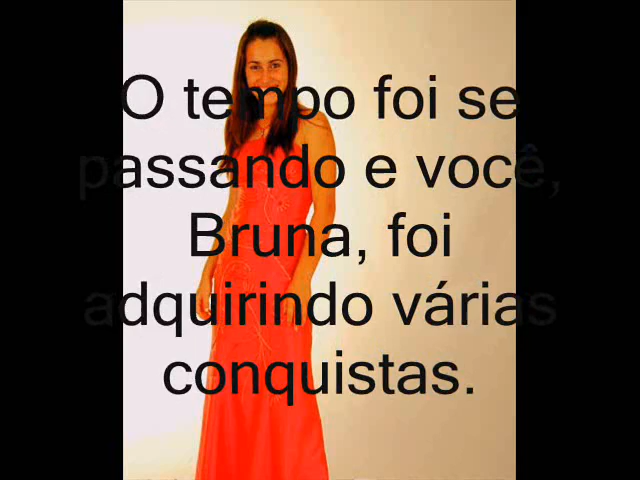 O tempo foi se
passando e você,
Bruna, foi
adquirindo várias
conquistas.